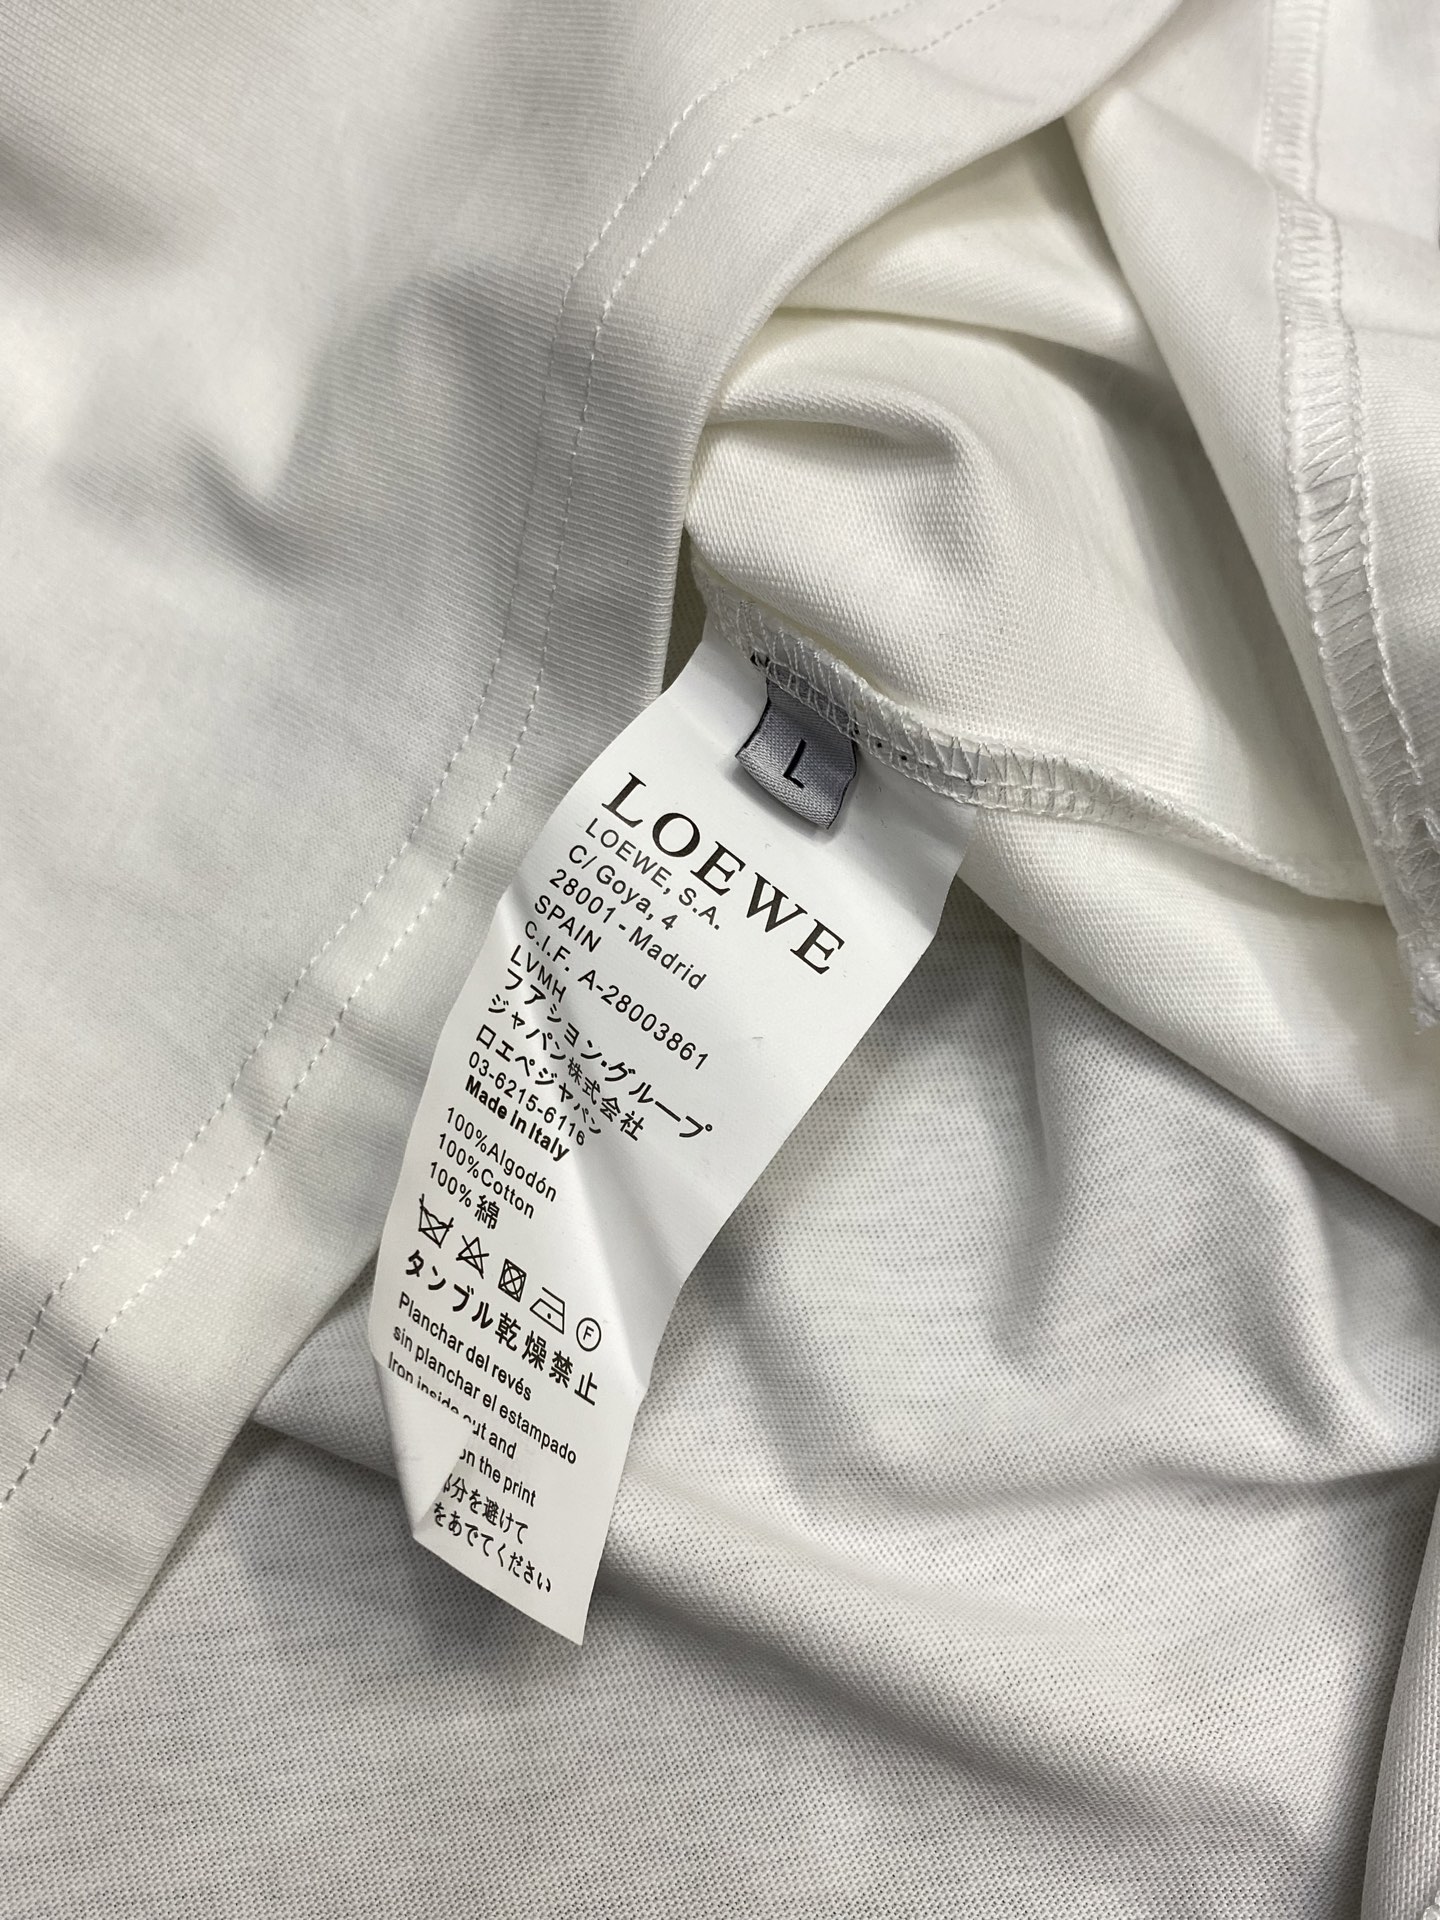 L
LOEWE
LOEWE, S.A.
C/ Goya, 4
28001 - Madrid
SPAIN
C.I.F. A-28003861
LVMH
ファション・グループ
ジャパン株式会社
ロエベジャパン
03-6215-6116
Made in Italy
100%Algodón
100%Cotton
100%綿
F
タンブル乾燥禁止
Planchar del revés
sin planchar el estampado
Iron inside out and
on the print
部分を避けて
をあでてください